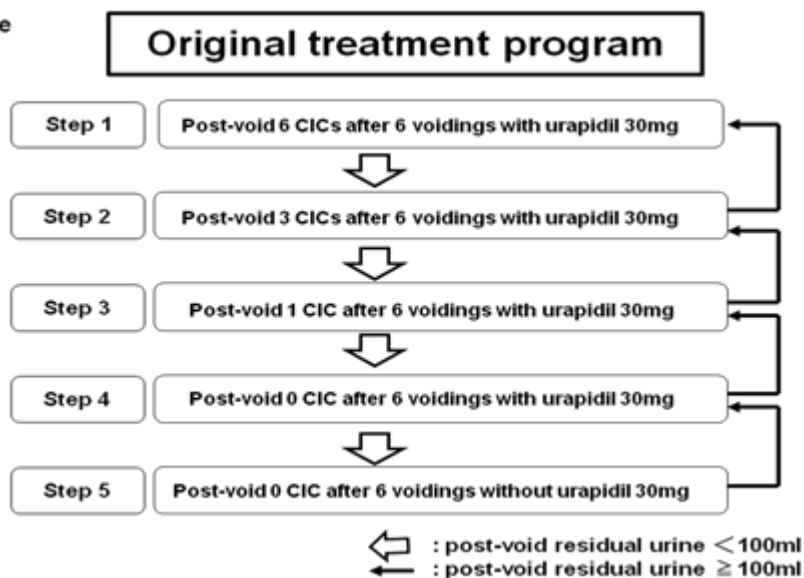 e
Original treatment program
Step 1
Post-void 6 CICs after 6 voidings with urapidil 30mg
Step 2
Post-void 3 CICs after 6 voidings with urapidil 30mg
Step 3
Post-void 1 CIC after 6 voidings with urapidil 30mg
Step 4
Post-void 0 CIC after 6 voidings with urapidil 30mg
Step 5
Post-void 0 CIC after 6 voidings without urapidil 30mg
: post-void residual urine <100ml
: post-void residual urine ≧100ml